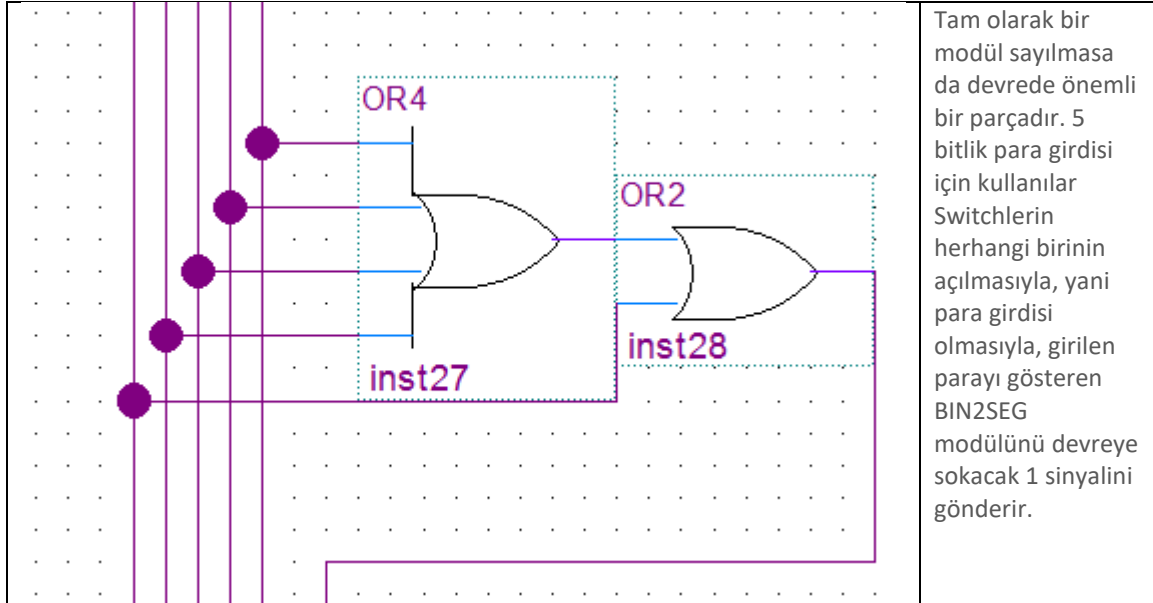 OR4
inst27
OR2
inst28
Tam olarak bir
modül sayılmasa
da devrede önemli
bir parçadır. 5
bitlik para girdisi
için kullanılar
Switchlerin
herhangi birinin
açılmasıyla, yani
para girdisi
olmasıyla, girilen
parayı gösteren
BIN2SEG
modülünü devreye
sokacak 1 sinyalini
gönderir.